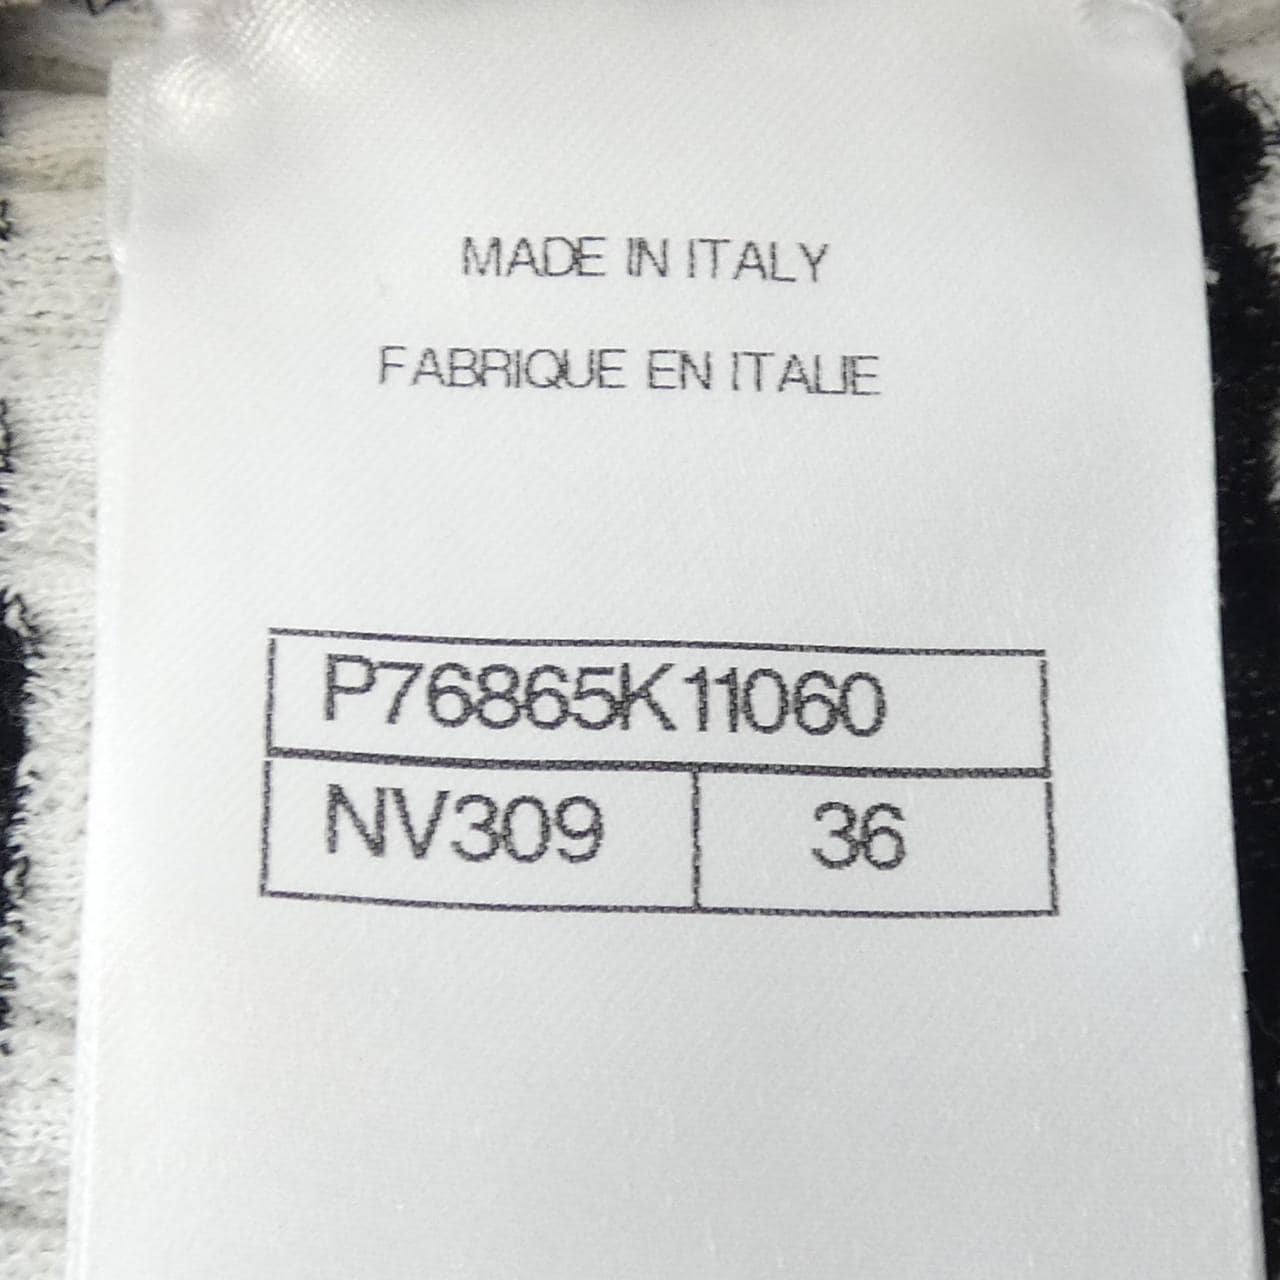 MADE IN ITALY
FABRIQUE EN ITALIE
P76865K11060
NV309 36